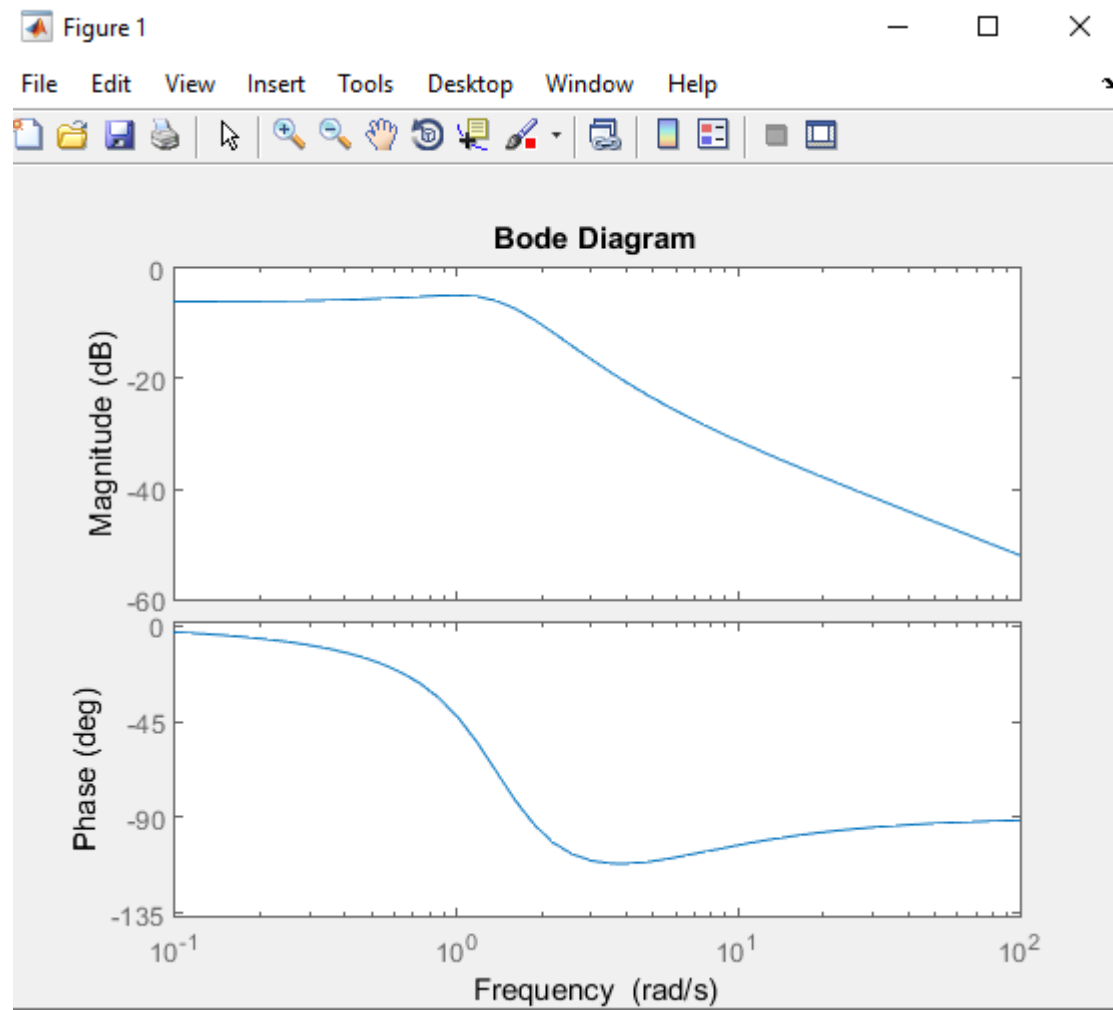 Figure 1
File Edit View Insert Tools Desktop Window Help
Bode Diagram
Magnitude (dB)
0
-20
-40
-60
Phase (deg)
0
-45
-90
-135
10^-1 10^0 10^1 10^2
Frequency (rad/s)